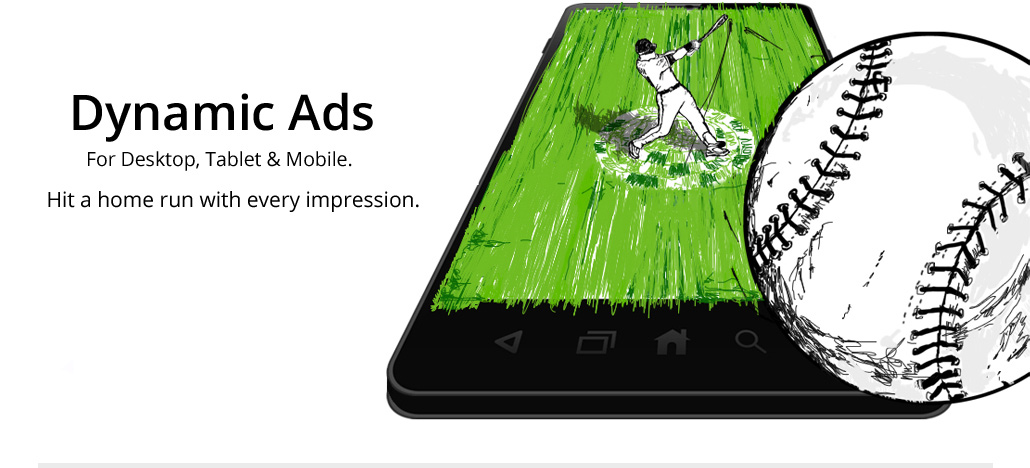 Dynamic Ads
For Desktop, Tablet & Mobile.
Hit a home run with every impression.